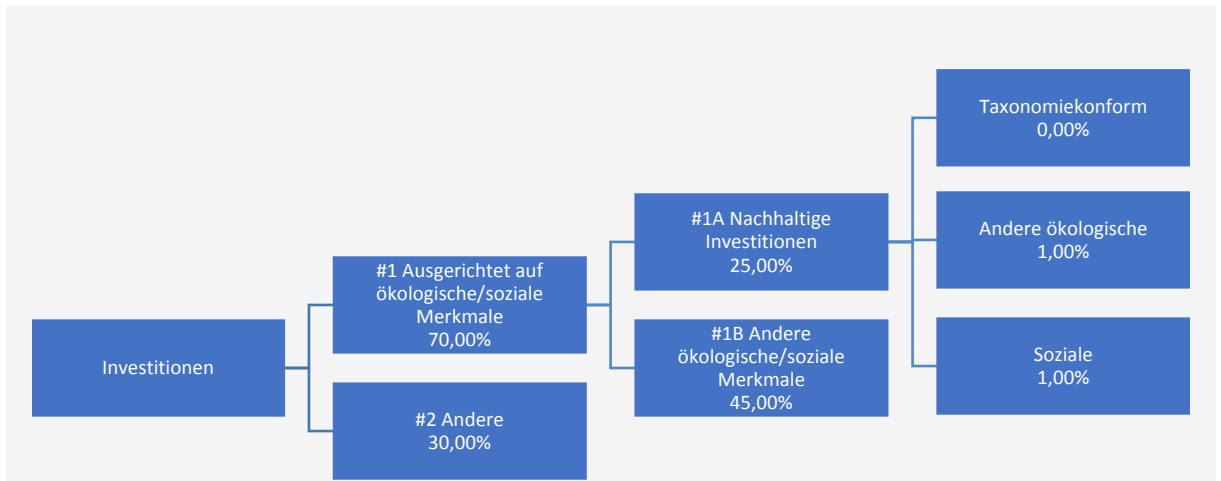 Investitionen
#1 Ausgerichtet auf
ökologische/soziale
Merkmale
70,00%
#2 Andere
30,00%
#1A Nachhaltige
Investitionen
25,00%
#1B Andere
ökologische/soziale
Merkmale
45,00%
Taxonomiekonform
0,00%
Andere ökologische
1,00%
Soziale
1,00%